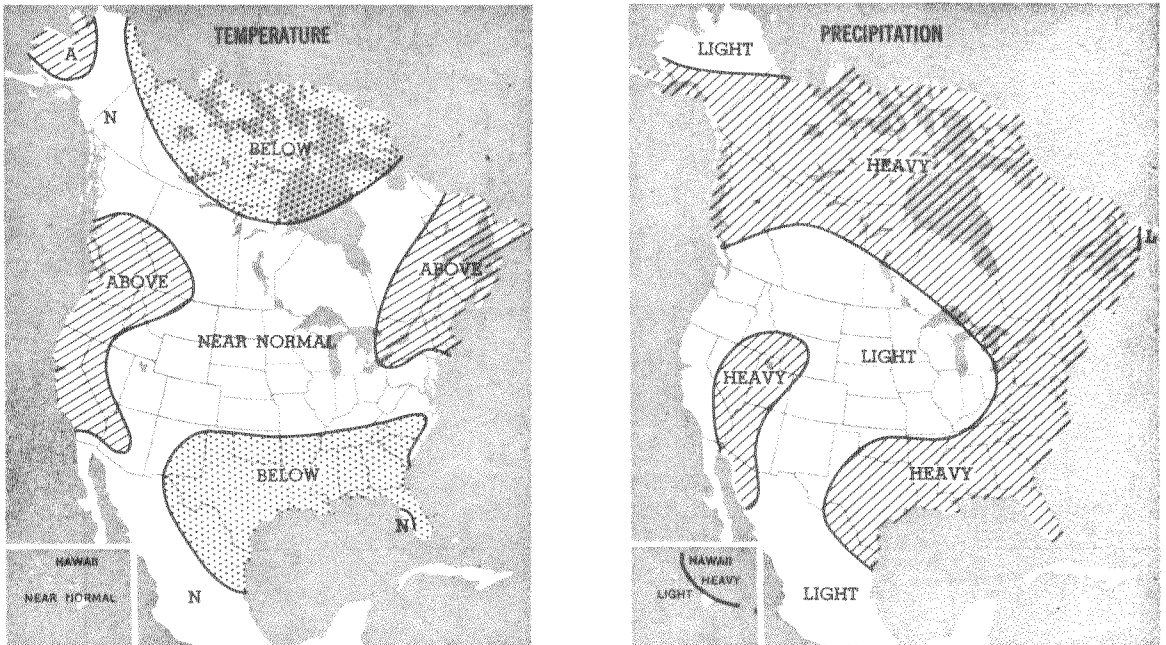 TEMPERATURE
A
N
BELOW
ABOVE
ABOVE
NEAR NORMAL
BELOW
N
HAWAII
NEAR NORMAL
N
PRECIPITATION
LIGHT
HEAVY
L
LIGHT
HEAVY
HEAVY
HAWAII
HEAVY
LIGHT
LIGHT